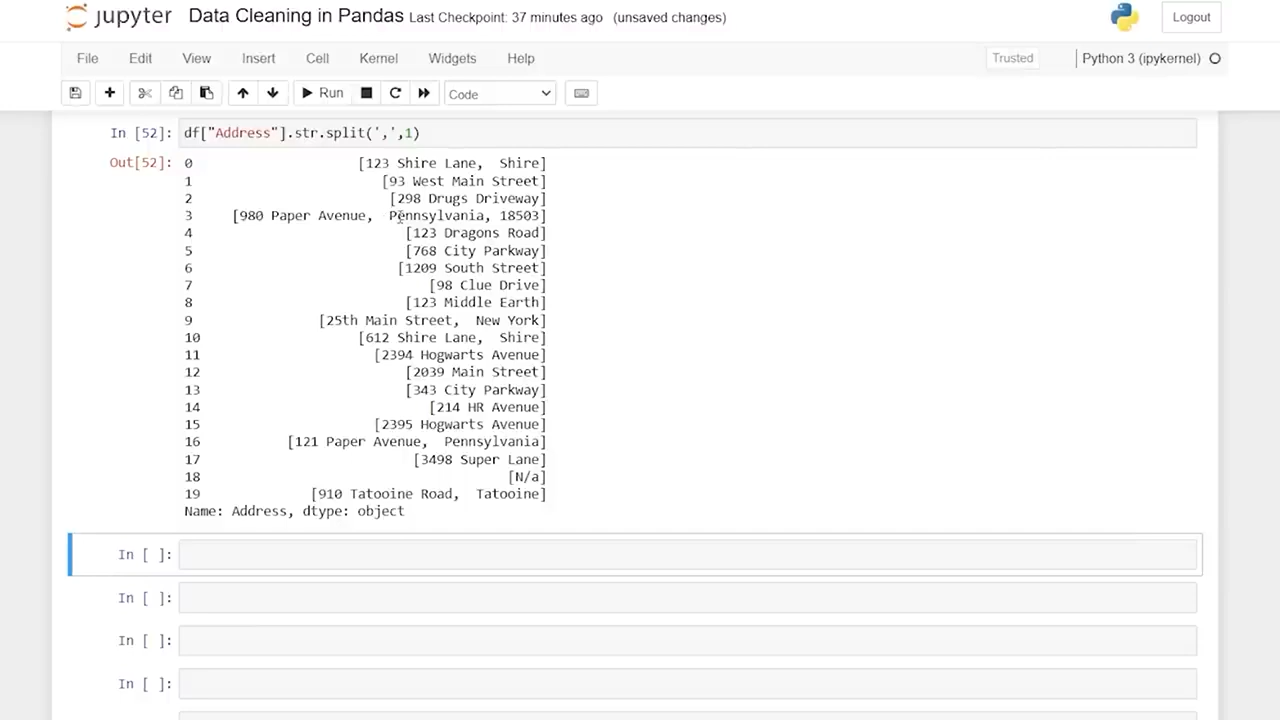 jupyter Data Cleaning in Pandas Last Checkpoint: 37 minutes ago (unsaved changes) Logout
File Edit View Insert Cell Kernel Widgets Help Trusted Python 3 (ipykernel)
Run Code
In [52]: df["Address"].str.split(',',1)
Out[52]: 0 [123 Shire Lane, Shire]
1 [93 West Main Street]
2 [298 Drugs Driveway]
3 [980 Paper Avenue, Pennsylvania, 18503]
4 [123 Dragons Road]
5 [768 City Parkway]
6 [1209 South Street]
7 [98 Clue Drive]
8 [123 Middle Earth]
9 [25th Main Street, New York]
10 [612 Shire Lane, Shire]
11 [2394 Hogwarts Avenue]
12 [2039 Main Street]
13 [343 City Parkway]
14 [214 HR Avenue]
15 [2395 Hogwarts Avenue]
16 [121 Paper Avenue, Pennsylvania]
17 [3498 Super Lane]
18 [N/a]
19 [910 Tatooine Road, Tatooine]
Name: Address, dtype: object
In [ ]:
In [ ]:
In [ ]:
In [ ]: